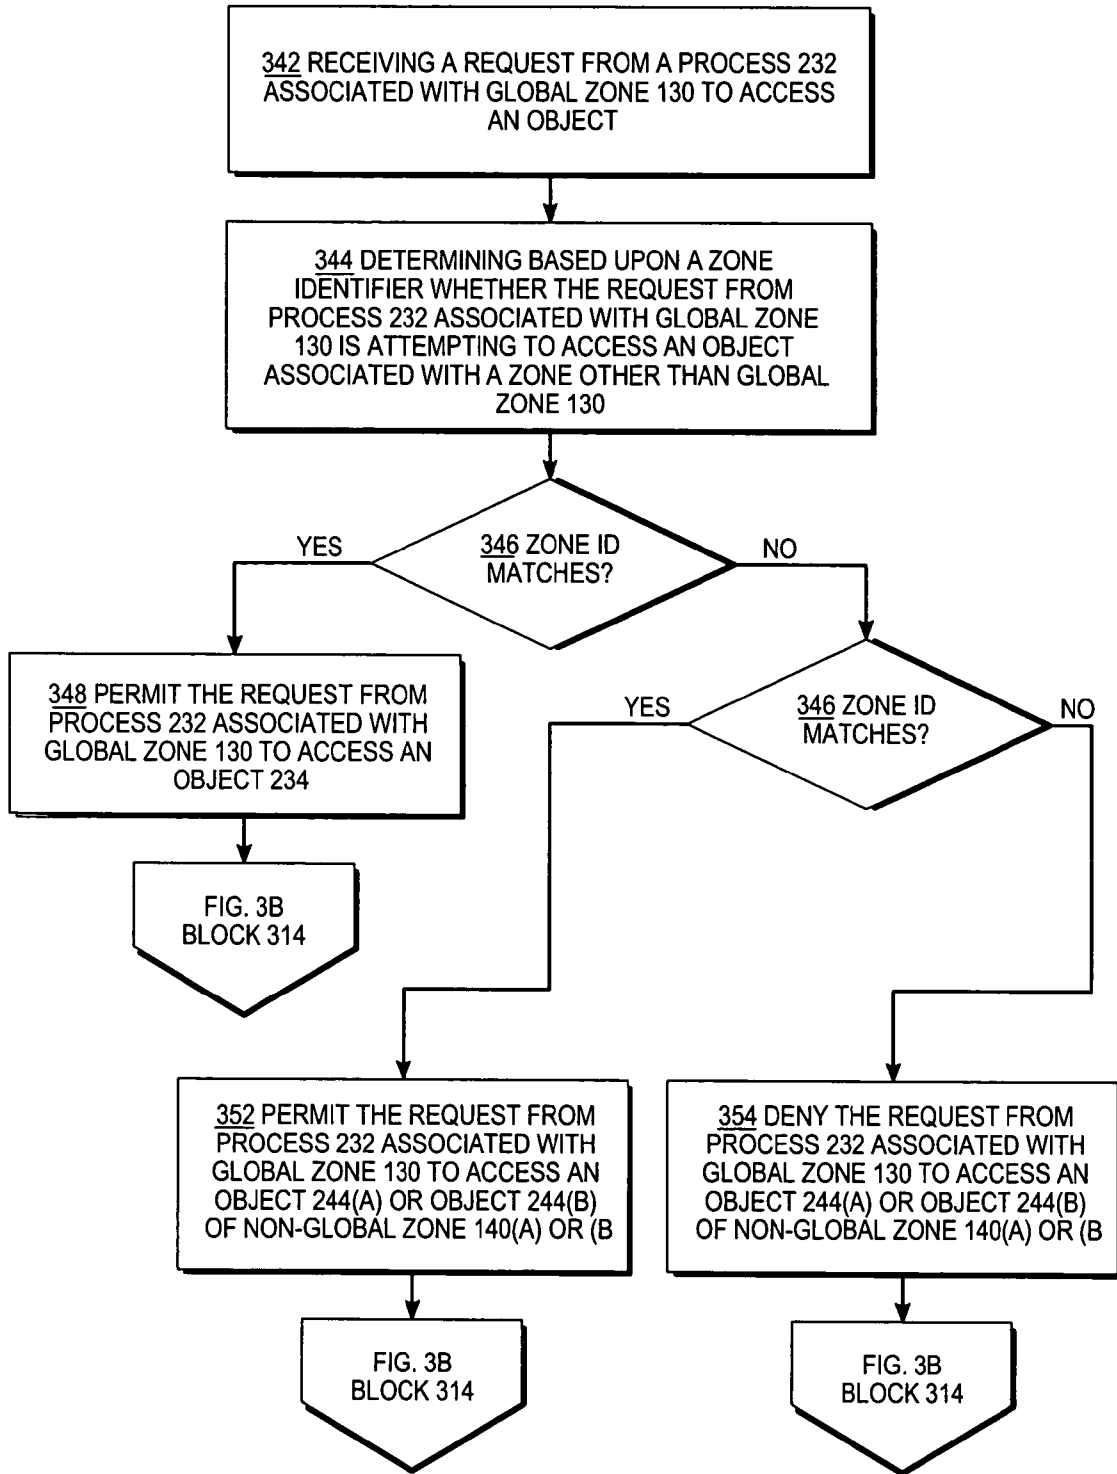 342 RECEIVING A REQUEST FROM A PROCESS 232
ASSOCIATED WITH GLOBAL ZONE 130 TO ACCESS
AN OBJECT
344 DETERMINING BASED UPON A ZONE
IDENTIFIER WHETHER THE REQUEST FROM
PROCESS 232 ASSOCIATED WITH GLOBAL ZONE
130 IS ATTEMPTING TO ACCESS AN OBJECT
ASSOCIATED WITH A ZONE OTHER THAN GLOBAL
ZONE 130
YES
346 ZONE ID
MATCHES?
NO
348 PERMIT THE REQUEST FROM
PROCESS 232 ASSOCIATED WITH
GLOBAL ZONE 130 TO ACCESS AN
OBJECT 234
YES
346 ZONE ID
MATCHES?
NO
FIG. 3B
BLOCK 314
352 PERMIT THE REQUEST FROM
PROCESS 232 ASSOCIATED WITH
GLOBAL ZONE 130 TO ACCESS AN
OBJECT 244(A) OR OBJECT 244(B)
OF NON-GLOBAL ZONE 140(A) OR (B
354 DENY THE REQUEST FROM
PROCESS 232 ASSOCIATED WITH
GLOBAL ZONE 130 TO ACCESS AN
OBJECT 244(A) OR OBJECT 244(B)
OF NON-GLOBAL ZONE 140(A) OR (B
FIG. 3B
BLOCK 314
FIG. 3B
BLOCK 314